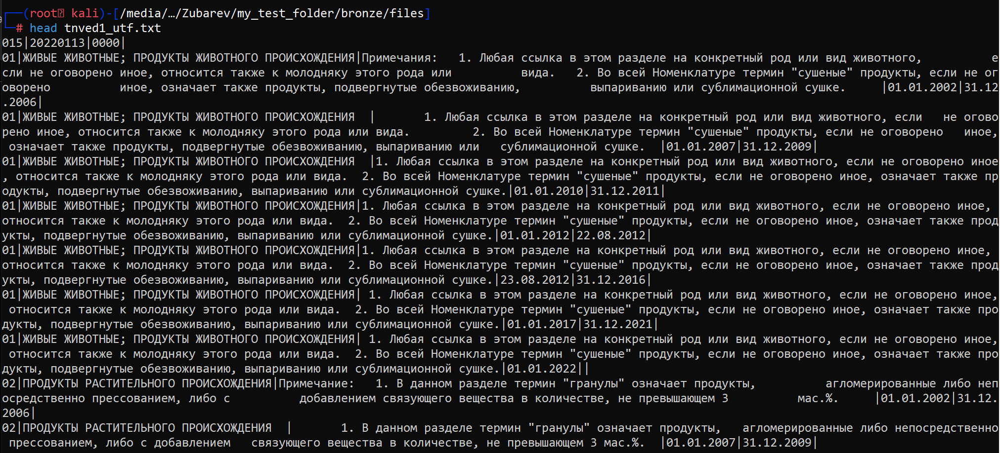 ┌──(root㉿ kali)-[/media/…/Zubarev/my_test_folder/bronze/files]
└─# head tnved1_utf.txt
015|20220113|0000|
01|ЖИВЫЕ ЖИВОТНЫЕ; ПРОДУКТЫ ЖИВОТНОГО ПРОИСХОЖДЕНИЯ|Примечания:   1. Любая ссылка в этом разделе на конкретный род или вид животного,          е
сли не оговорено иное, относится также к молодняку этого рода или          вида.   2. Во всей Номенклатуре термин "сушеные" продукты, если не ог
оворено          иное, означает также продукты, подвергнутые обезвоживанию,          выпариванию или сублимационной сушке.     |01.01.2002|31.12
.2006|
01|ЖИВЫЕ ЖИВОТНЫЕ; ПРОДУКТЫ ЖИВОТНОГО ПРОИСХОЖДЕНИЯ  |       1. Любая ссылка в этом разделе на конкретный род или вид животного, если   не огово
рено иное, относится также к молодняку этого рода или вида.         2. Во всей Номенклатуре термин "сушеные" продукты, если не оговорено   иное,
 означает также продукты, подвергнутые обезвоживанию, выпариванию или   сублимационной сушке.  |01.01.2007|31.12.2009|
01|ЖИВЫЕ ЖИВОТНЫЕ; ПРОДУКТЫ ЖИВОТНОГО ПРОИСХОЖДЕНИЯ  |1. Любая ссылка в этом разделе на конкретный род или вид животного, если не оговорено иное
, относится также к молодняку этого рода или вида.  2. Во всей Номенклатуре термин "сушеные" продукты, если не оговорено иное, означает также пр
одукты, подвергнутые обезвоживанию, выпариванию или сублимационной сушке.|01.01.2010|31.12.2011|
01|ЖИВЫЕ ЖИВОТНЫЕ; ПРОДУКТЫ ЖИВОТНОГО ПРОИСХОЖДЕНИЯ|1. Любая ссылка в этом разделе на конкретный род или вид животного, если не оговорено иное,
относится также к молодняку этого рода или вида.  2. Во всей Номенклатуре термин "сушеные" продукты, если не оговорено иное, означает также прод
укты, подвергнутые обезвоживанию, выпариванию или сублимационной сушке.|01.01.2012|22.08.2012|
01|ЖИВЫЕ ЖИВОТНЫЕ; ПРОДУКТЫ ЖИВОТНОГО ПРОИСХОЖДЕНИЯ|1. Любая ссылка в этом разделе на конкретный род или вид животного, если не оговорено иное,
относится также к молодняку этого рода или вида.  2. Во всей Номенклатуре термин "сушеные" продукты, если не оговорено иное, означает также прод
укты, подвергнутые обезвоживанию, выпариванию или сублимационной сушке.|23.08.2012|31.12.2016|
01|ЖИВЫЕ ЖИВОТНЫЕ; ПРОДУКТЫ ЖИВОТНОГО ПРОИСХОЖДЕНИЯ| 1. Любая ссылка в этом разделе на конкретный род или вид животного, если не оговорено иное,
 относится также к молодняку этого рода или вида.  2. Во всей Номенклатуре термин "сушеные" продукты, если не оговорено иное, означает также про
дукты, подвергнутые обезвоживанию, выпариванию или сублимационной сушке.|01.01.2017|31.12.2021|
01|ЖИВЫЕ ЖИВОТНЫЕ; ПРОДУКТЫ ЖИВОТНОГО ПРОИСХОЖДЕНИЯ| 1. Любая ссылка в этом разделе на конкретный род или вид животного, если не оговорено иное,
 относится также к молодняку этого рода или вида.  2. Во всей Номенклатуре термин "сушеные" продукты, если не оговорено иное, означает также про
дукты, подвергнутые обезвоживанию, выпариванию или сублимационной сушке.|01.01.2022||
02|ПРОДУКТЫ РАСТИТЕЛЬНОГО ПРОИСХОЖДЕНИЯ|Примечание:   1. В данном разделе термин "гранулы" означает продукты,          агломерированные либо неп
осредственно прессованием, либо с          добавлением связующего вещества в количестве, не превышающем 3          мас.%.     |01.01.2002|31.12.
2006|
02|ПРОДУКТЫ РАСТИТЕЛЬНОГО ПРОИСХОЖДЕНИЯ  |       1. В данном разделе термин "гранулы" означает продукты,   агломерированные либо непосредственно
 прессованием, либо с добавлением   связующего вещества в количестве, не превышающем 3 мас.%.  |01.01.2007|31.12.2009|